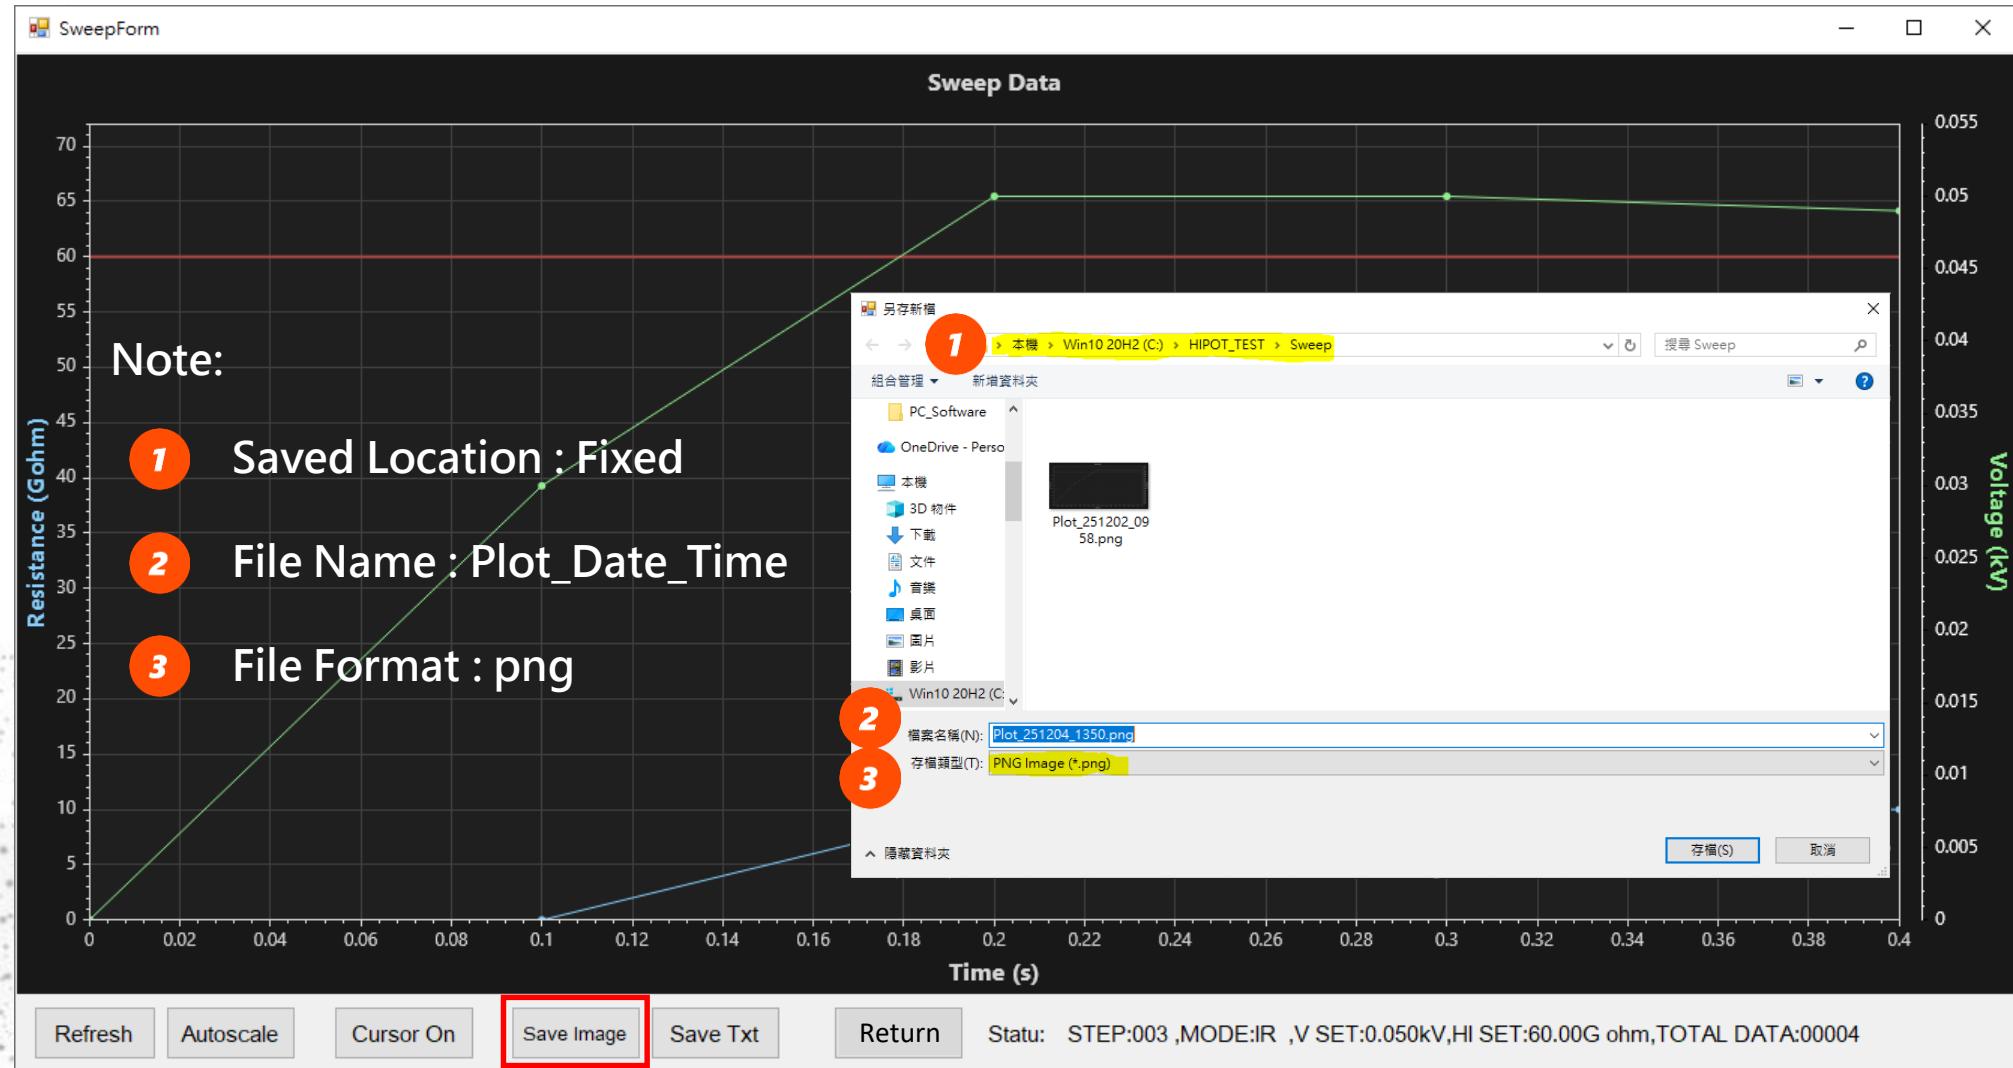 SweepForm
Sweep Data
70
65
60
55
50
45
40
35
30
25
20
15
10
5
0
Resistance (Gohm)
0.055
0.05
0.045
0.04
0.035
0.03
0.025
0.02
0.015
0.01
0.005
0
Voltage (kV)
0 0.02 0.04 0.06 0.08 0.1 0.12 0.14 0.16 0.18 0.2 0.22 0.24 0.26 0.28 0.3 0.32 0.34 0.36 0.38 0.4
Time (s)
Note:
1 Saved Location : Fixed
2 File Name : Plot_Date_Time
3 File Format : png
另存新檔
1 › 本機 › Win10 20H2 (C:) › HIPOT_TEST › Sweep
搜尋 Sweep
組合管理 新增資料夾
PC_Software
OneDrive - Perso
本機
3D 物件
下載
文件
音樂
桌面
圖片
影片
Win10 20H2 (C:
Plot_251202_09
58.png
2 檔案名稱(N): Plot_251204_1350.png
3 存檔類型(T): PNG Image (*.png)
隱藏資料夾
存檔(S) 取消
Refresh Autoscale Cursor On Save Image Save Txt Return Statu: STEP:003 ,MODE:IR ,V SET:0.050kV,HI SET:60.00G ohm,TOTAL DATA:00004